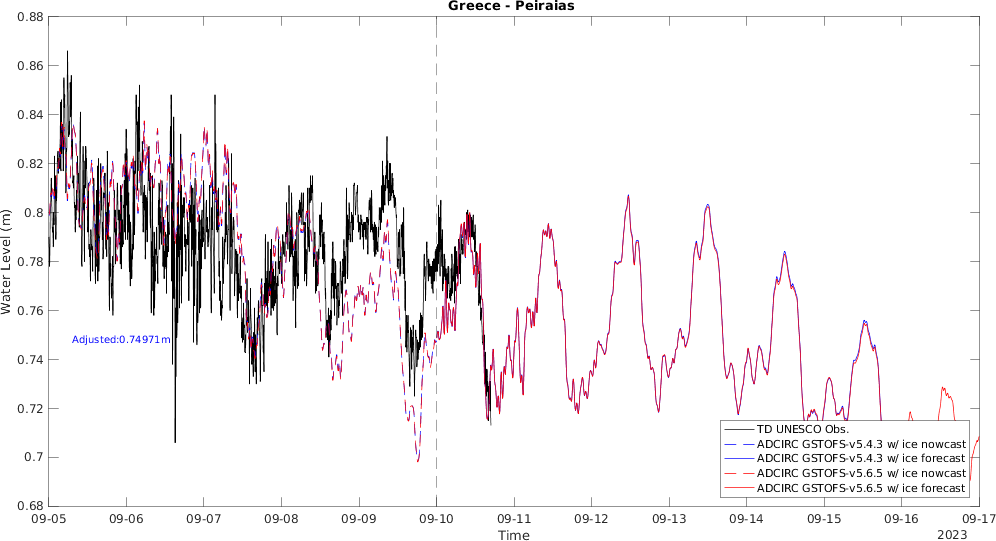 Greece - Peiraias
0.88
0.86
0.84
0.82
0.8
0.78
0.76
0.74
0.72
0.7
0.68
Water Level (m)
Adjusted:0.74971m
TD UNESCO Obs.
ADCIRC GSTOFS-v5.4.3 w/ ice nowcast
ADCIRC GSTOFS-v5.4.3 w/ ice forecast
ADCIRC GSTOFS-v5.6.5 w/ ice nowcast
ADCIRC GSTOFS-v5.6.5 w/ ice forecast
09-05 09-06 09-07 09-08 09-09 09-10 09-11 09-12 09-13 09-14 09-15 09-16 09-17
Time
2023